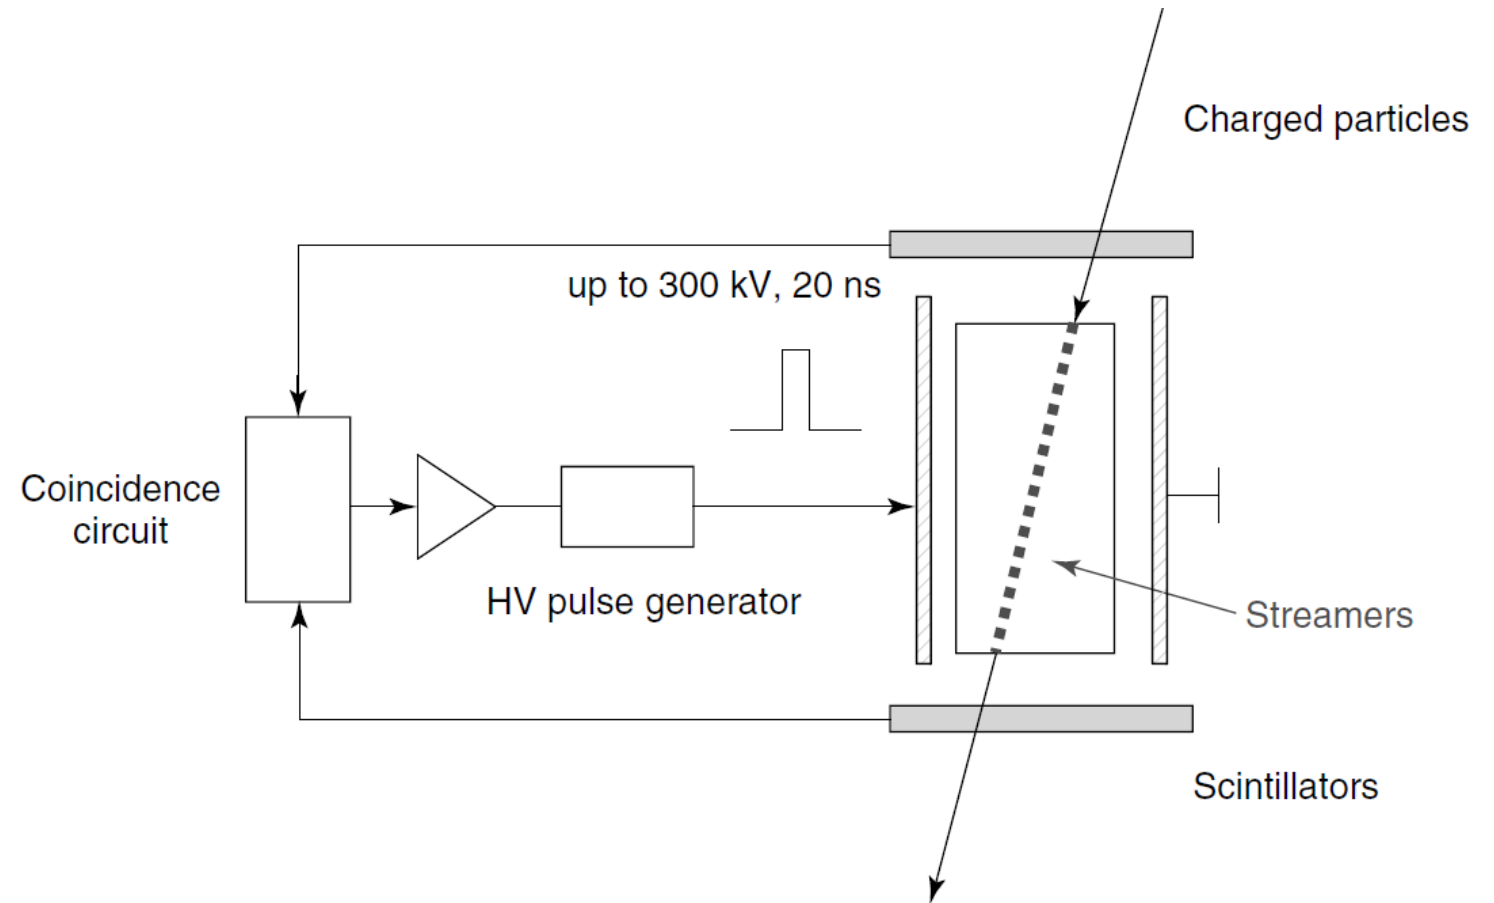 Charged particles
up to 300 kV, 20 ns
Coincidence
circuit
HV pulse generator
Streamers
Scintillators